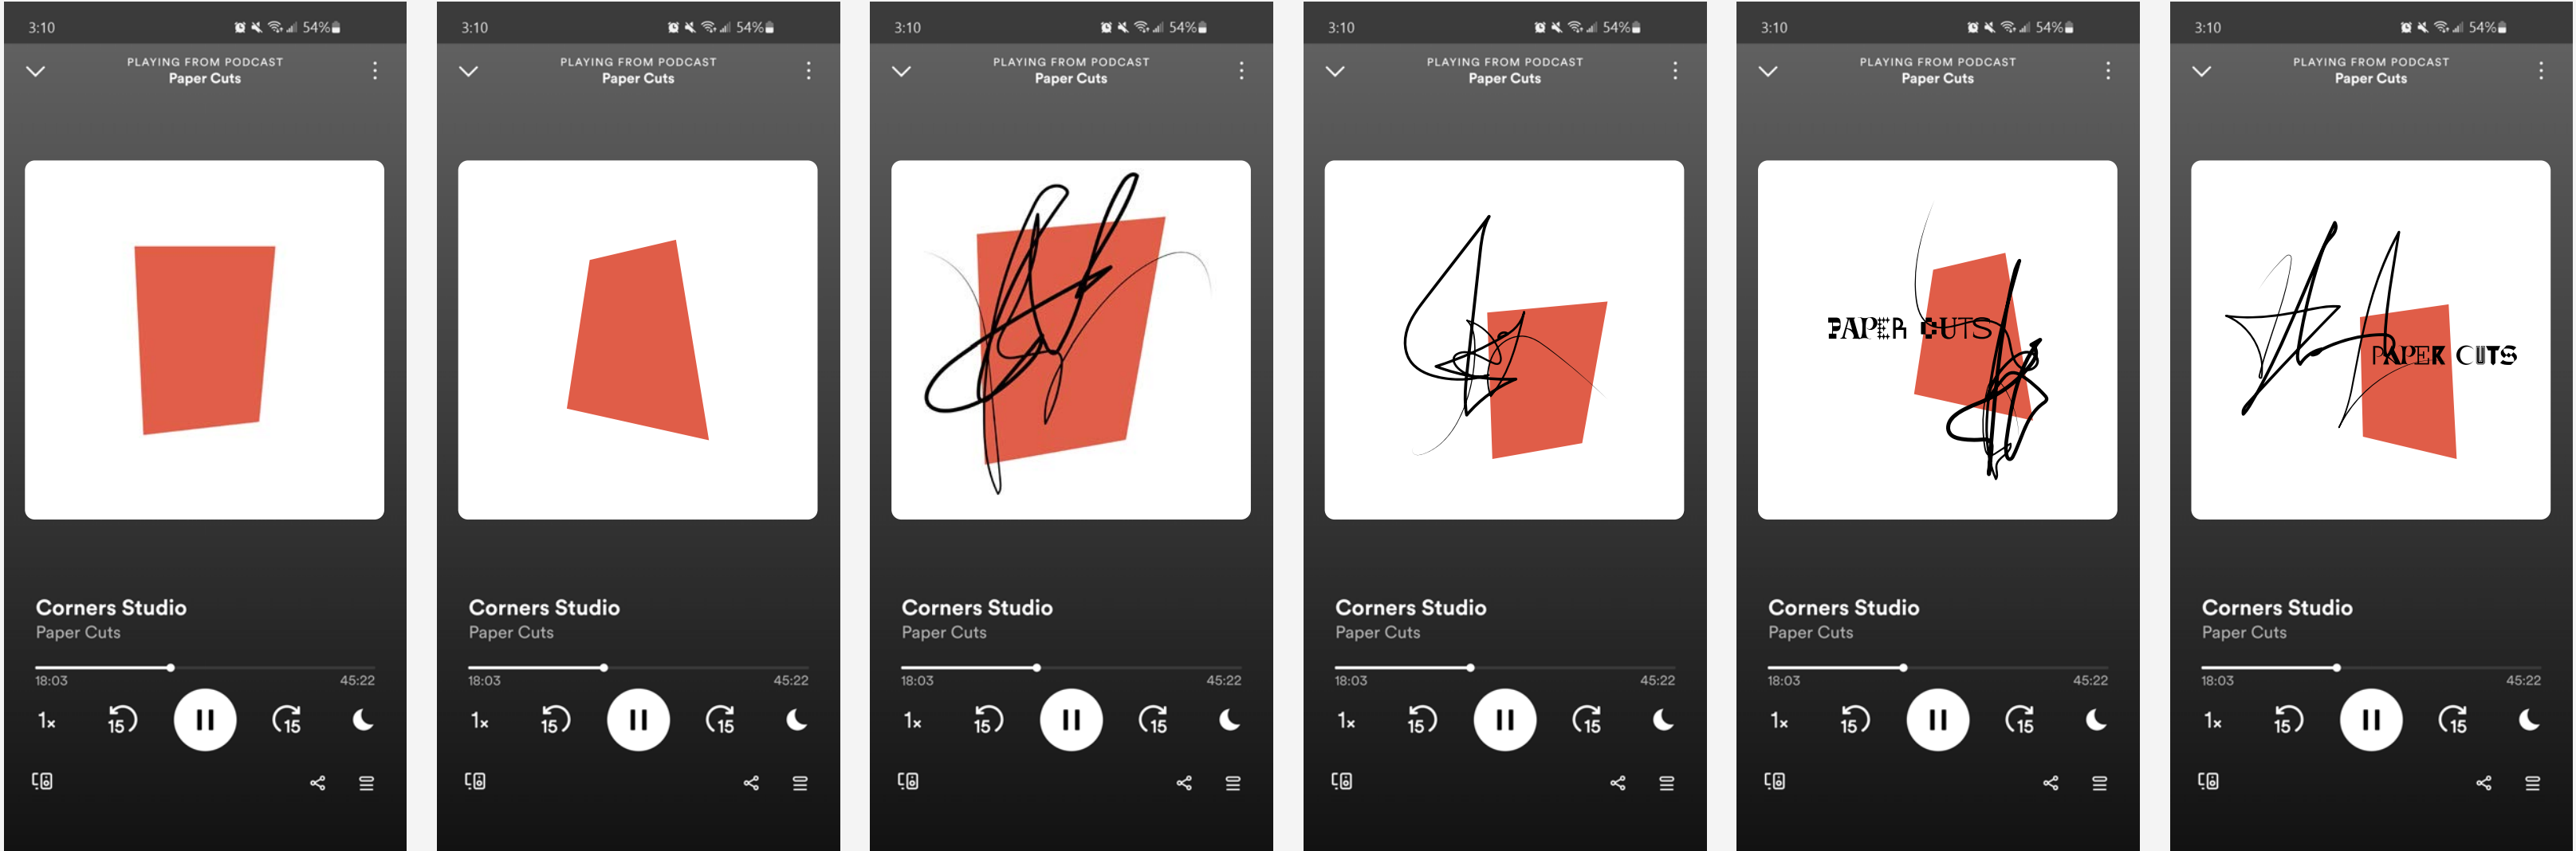 3:10 54%
PLAYING FROM PODCAST
Paper Cuts
Corners Studio
Paper Cuts
18:03 45:22
1x 15 15
3:10 54%
PLAYING FROM PODCAST
Paper Cuts
Corners Studio
Paper Cuts
18:03 45:22
1x 15 15
3:10 54%
PLAYING FROM PODCAST
Paper Cuts
Corners Studio
Paper Cuts
18:03 45:22
1x 15 15
3:10 54%
PLAYING FROM PODCAST
Paper Cuts
Corners Studio
Paper Cuts
18:03 45:22
1x 15 15
3:10 54%
PLAYING FROM PODCAST
Paper Cuts
PAPER CUTS
Corners Studio
Paper Cuts
18:03 45:22
1x 15 15
3:10 54%
PLAYING FROM PODCAST
Paper Cuts
PAPER CUTS
Corners Studio
Paper Cuts
18:03 45:22
1x 15 15